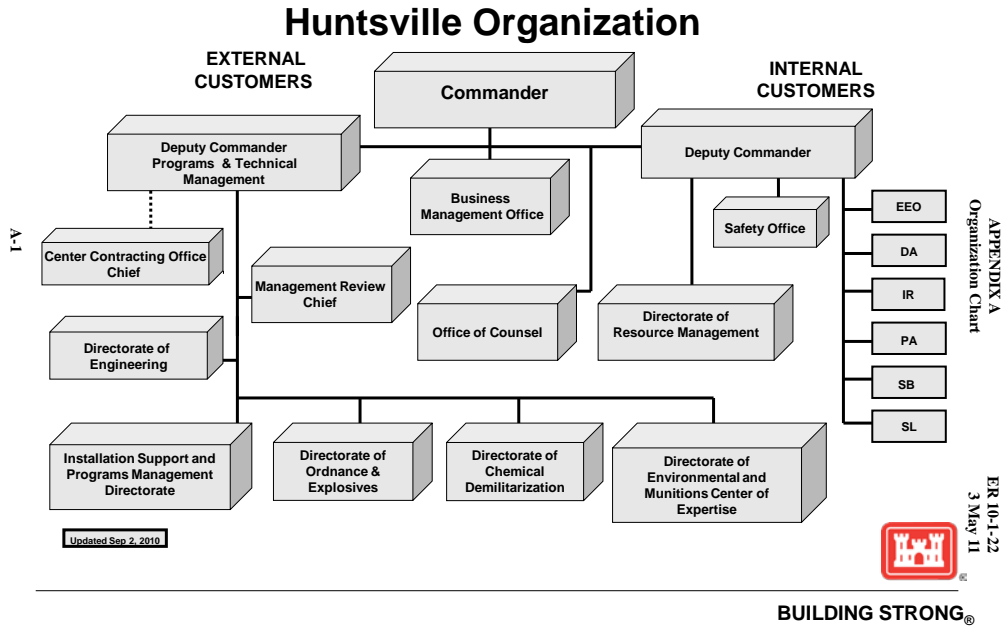 Huntsville Organization
EXTERNAL
CUSTOMERS
Commander
INTERNAL
CUSTOMERS
Deputy Commander
Programs & Technical
Management
Deputy Commander
Business
Management Office
Safety Office
EEO
DA
IR
PA
SB
SL
Center Contracting Office
Chief
Management Review
Chief
Office of Counsel
Directorate of
Resource Management
Directorate of
Engineering
Installation Support and
Programs Management
Directorate
Directorate of
Ordnance &
Explosives
Directorate of
Chemical
Demilitarization
Directorate of
Environmental and
Munitions Center of
Expertise
Updated Sep 2, 2010
BUILDING STRONG®
A-1
APPENDIX A
Organization Chart
ER 10-1-22
3 May 11
®